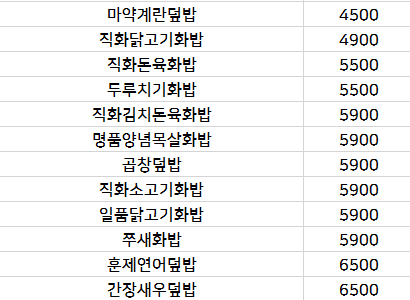 마약계란덮밥 4500
직화닭고기화밥 4900
직화돈육화밥 5500
두루치기화밥 5500
직화김치돈육화밥 5900
명품양념목살화밥 5900
곱창덮밥 5900
직화소고기화밥 5900
일품닭고기화밥 5900
쭈새화밥 5900
훈제연어덮밥 6500
간장새우덮밥 6500